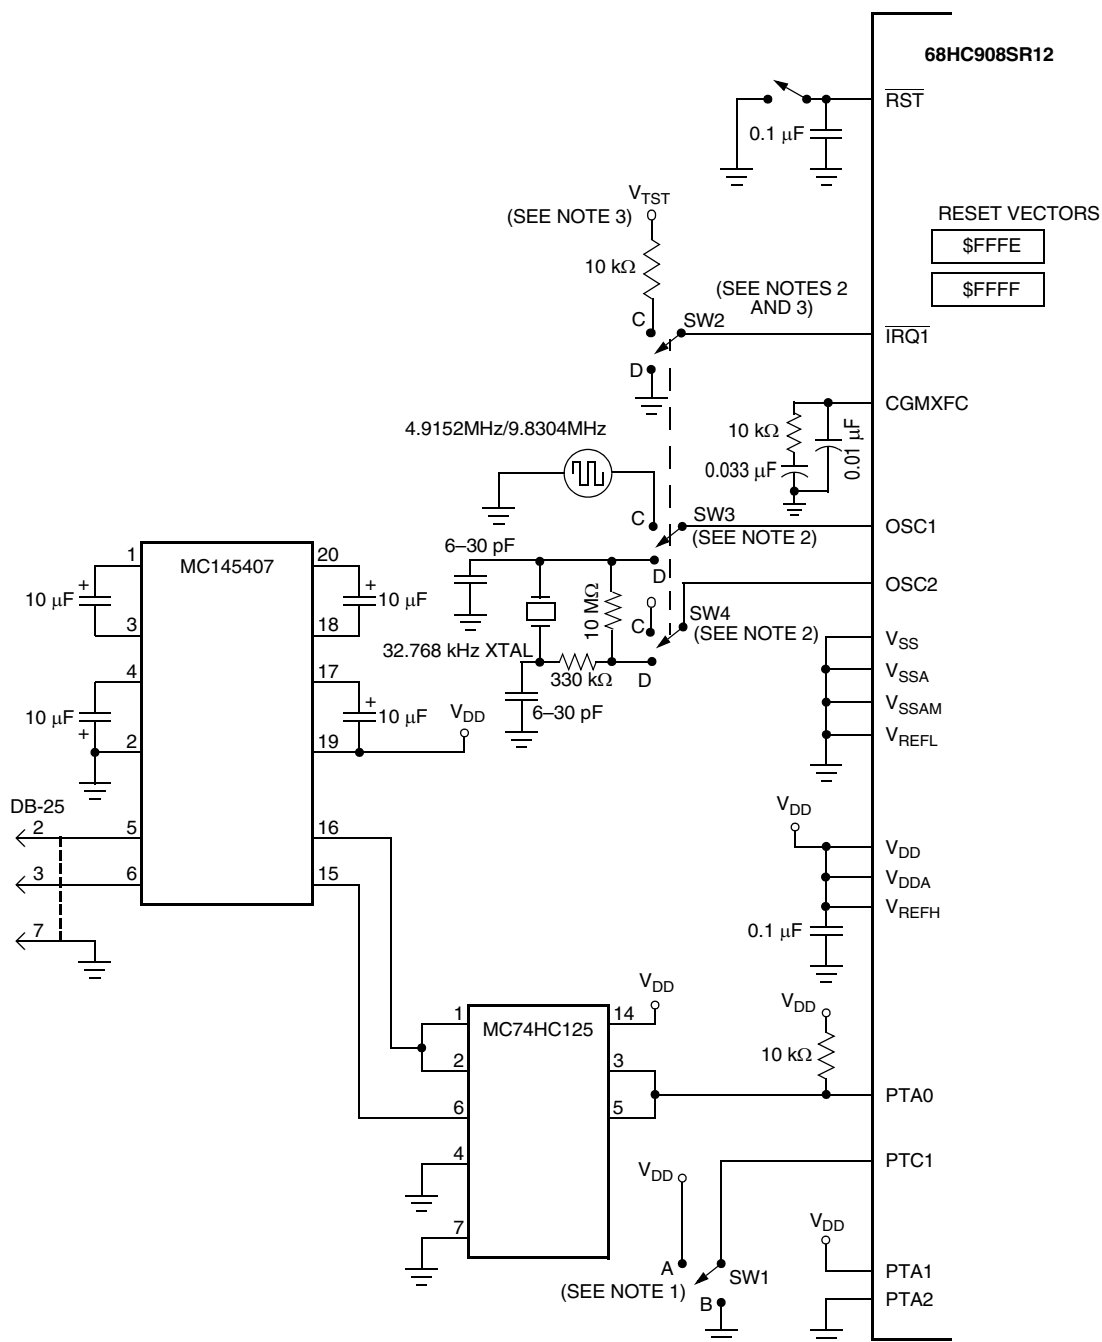 68HC908SR12
RST
0.1 µF
VTST
(SEE NOTE 3)
RESET VECTORS
$FFFE
10 kΩ
$FFFF
(SEE NOTES 2
AND 3)
C
SW2
IRQ1
D
CGMXFC
4.9152MHz/9.8304MHz
10 kΩ
0.01 µF
0.033 µF
C
SW3
OSC1
(SEE NOTE 2)
6–30 pF
D
1
MC145407
20
OSC2
10 µF
+
+
10 µF
10 MΩ
C
SW4
(SEE NOTE 2)
3
18
VSS
32.768 kHz XTAL
330 kΩ
D
4
17
VSSA
6–30 pF
10 µF
+
+
10 µF
VDD
VSSAM
2
19
VREFL
DB-25
2
5
16
VDD
VDD
3
6
15
VDDA
VREFH
7
0.1 µF
VDD
1
MC74HC125
14
VDD
2
3
10 kΩ
6
5
PTA0
4
VDD
PTC1
7
VDD
A
SW1
PTA1
(SEE NOTE 1)
B
PTA2